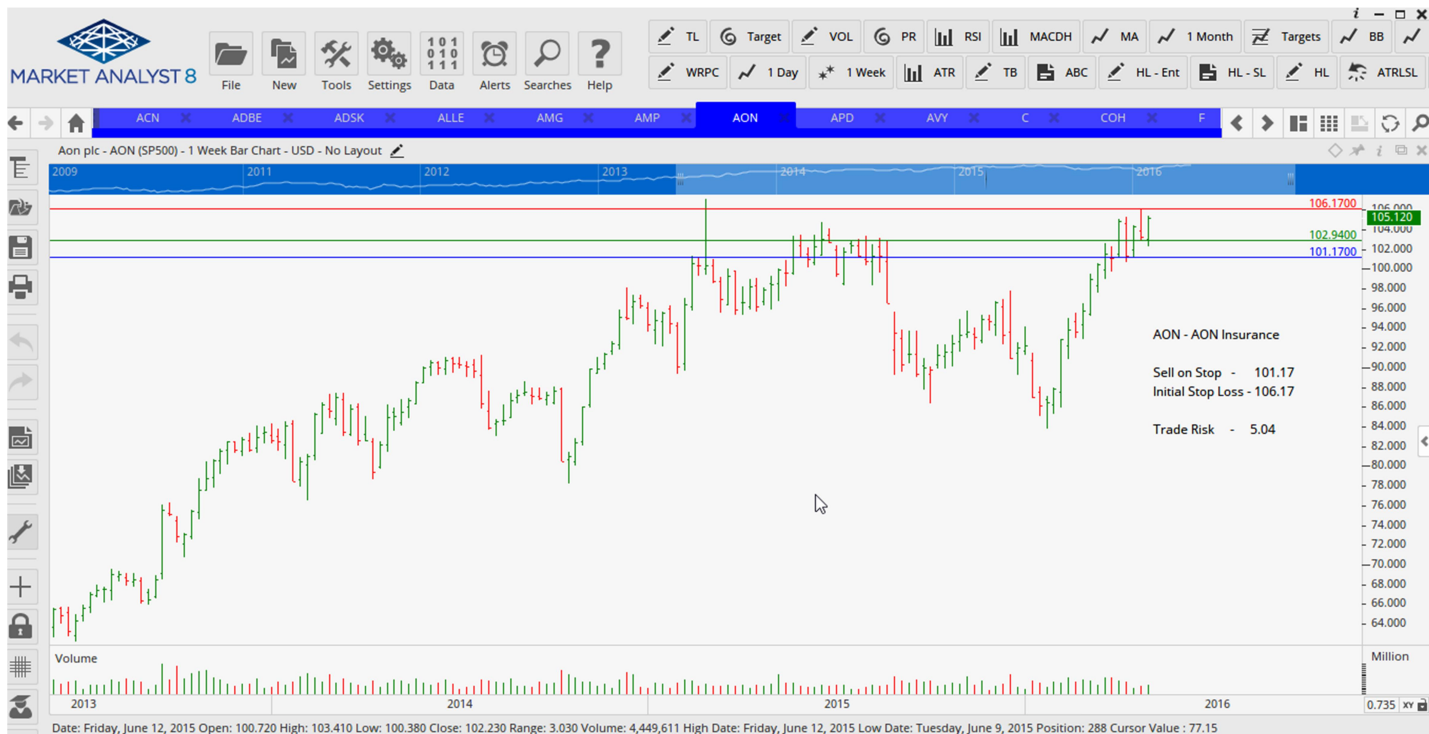 MARKET ANALYST 8
File New Tools Settings Data Alerts Searches Help
101
010
111
TL Target VOL PR RSI MACDH MA 1 Month Targets BB
WRPC 1 Day 1 Week ATR TB ABC HL - Ent HL - SL HL ATRLSL
ACN ADBE ADSK ALLE AMG AMP AON APD AVY C COH F
Aon plc - AON (SP500) - 1 Week Bar Chart - USD - No Layout
2009 2011 2012 2013 2014 2015 2016
106.1700
106.000
105.120
104.000
102.9400
102.000
101.1700
100.000
98.000
96.000
94.000
92.000
90.000
88.000
86.000
84.000
82.000
80.000
78.000
76.000
74.000
72.000
70.000
68.000
66.000
64.000
AON - AON Insurance
Sell on Stop - 101.17
Initial Stop Loss - 106.17
Trade Risk - 5.04
Volume
Million
2013 2014 2015 2016
0.735 XY
Date: Friday, June 12, 2015 Open: 100.720 High: 103.410 Low: 100.380 Close: 102.230 Range: 3.030 Volume: 4,449,611 High Date: Friday, June 12, 2015 Low Date: Tuesday, June 9, 2015 Position: 288 Cursor Value : 77.15